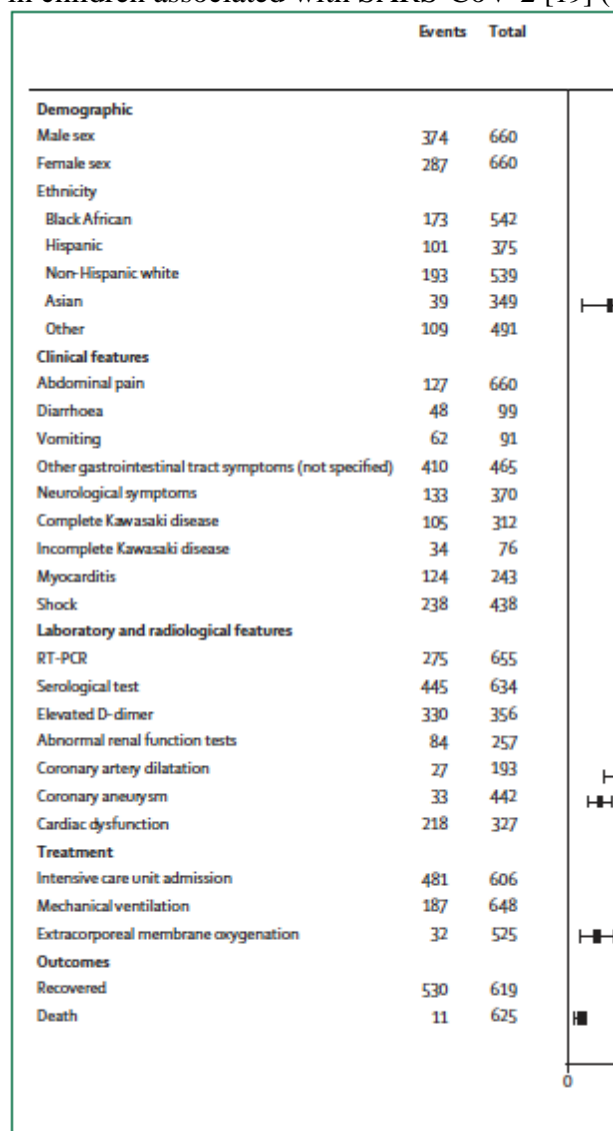 in children associated with SARS-CoV-2 [19] (
Events Total
Demographic
Male sex 374 660
Female sex 287 660
Ethnicity
Black African 173 542
Hispanic 101 375
Non-Hispanic white 193 539
Asian 39 349
Other 109 491
Clinical features
Abdominal pain 127 660
Diarrhoea 48 99
Vomiting 62 91
Other gastrointestinal tract symptoms (not specified) 410 465
Neurological symptoms 133 370
Complete Kawasaki disease 105 312
Incomplete Kawasaki disease 34 76
Myocarditis 124 243
Shock 238 438
Laboratory and radiological features
RT-PCR 275 655
Serological test 445 634
Elevated D-dimer 330 356
Abnormal renal function tests 84 257
Coronary artery dilatation 27 193
Coronary aneurysm 33 442
Cardiac dysfunction 218 327
Treatment
Intensive care unit admission 481 606
Mechanical ventilation 187 648
Extracorporeal membrane oxygenation 32 525
Outcomes
Recovered 530 619
Death 11 625
0